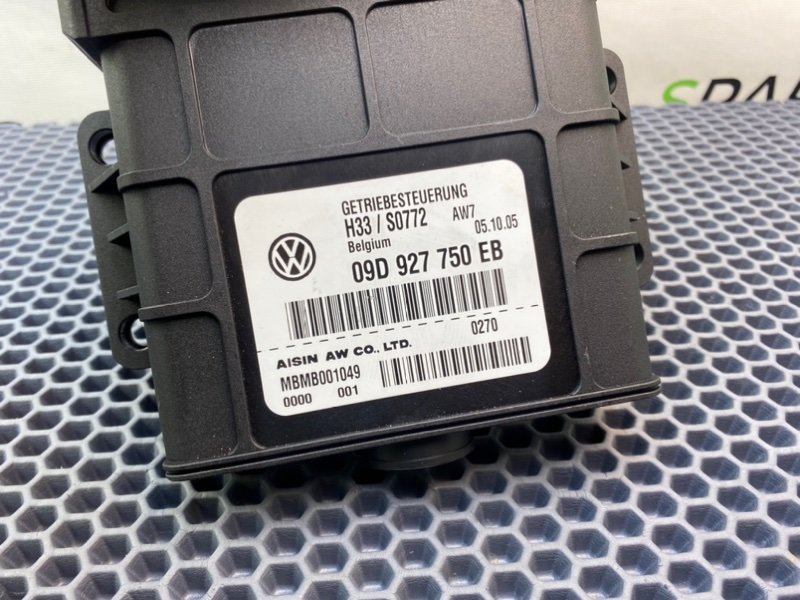 SPAR
GETRIEBESTEUERUNG
H33 / S0772 AW7 05.10.05
Belgium
09D 927 750 EB
0270
AISIN AW CO., LTD.
MBMB001049
0000 001